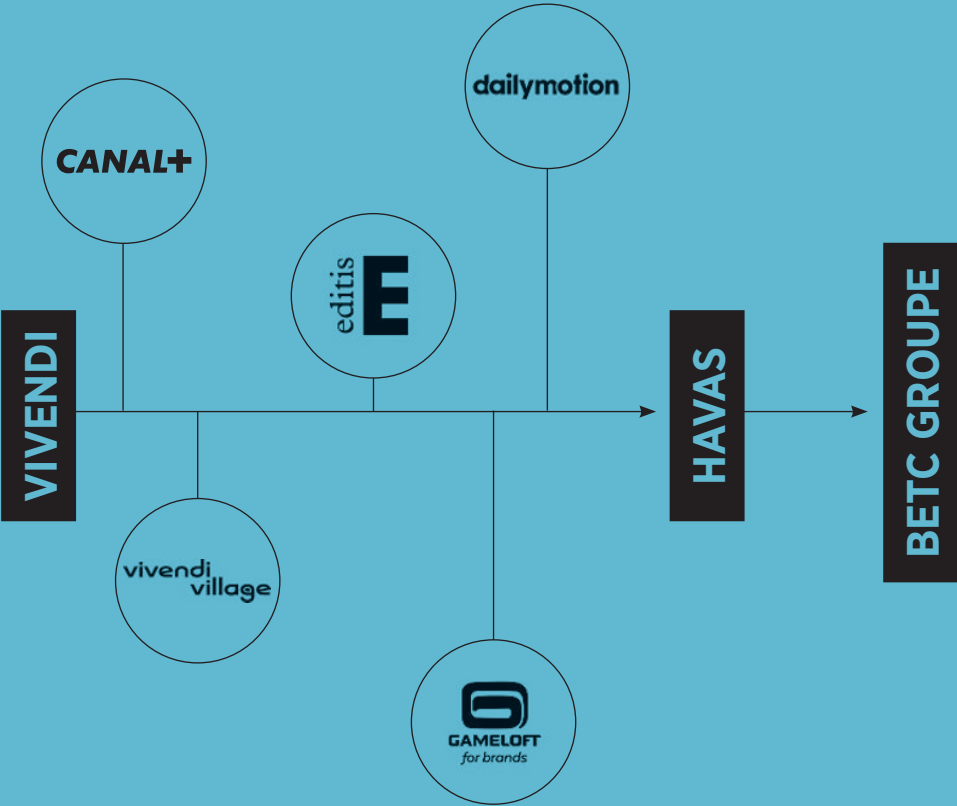 dailymotion
CANAL+
editis
E
VIVENDI
HAVAS
BETC GROUPE
vivendi
village
GAMELOFT
for brands